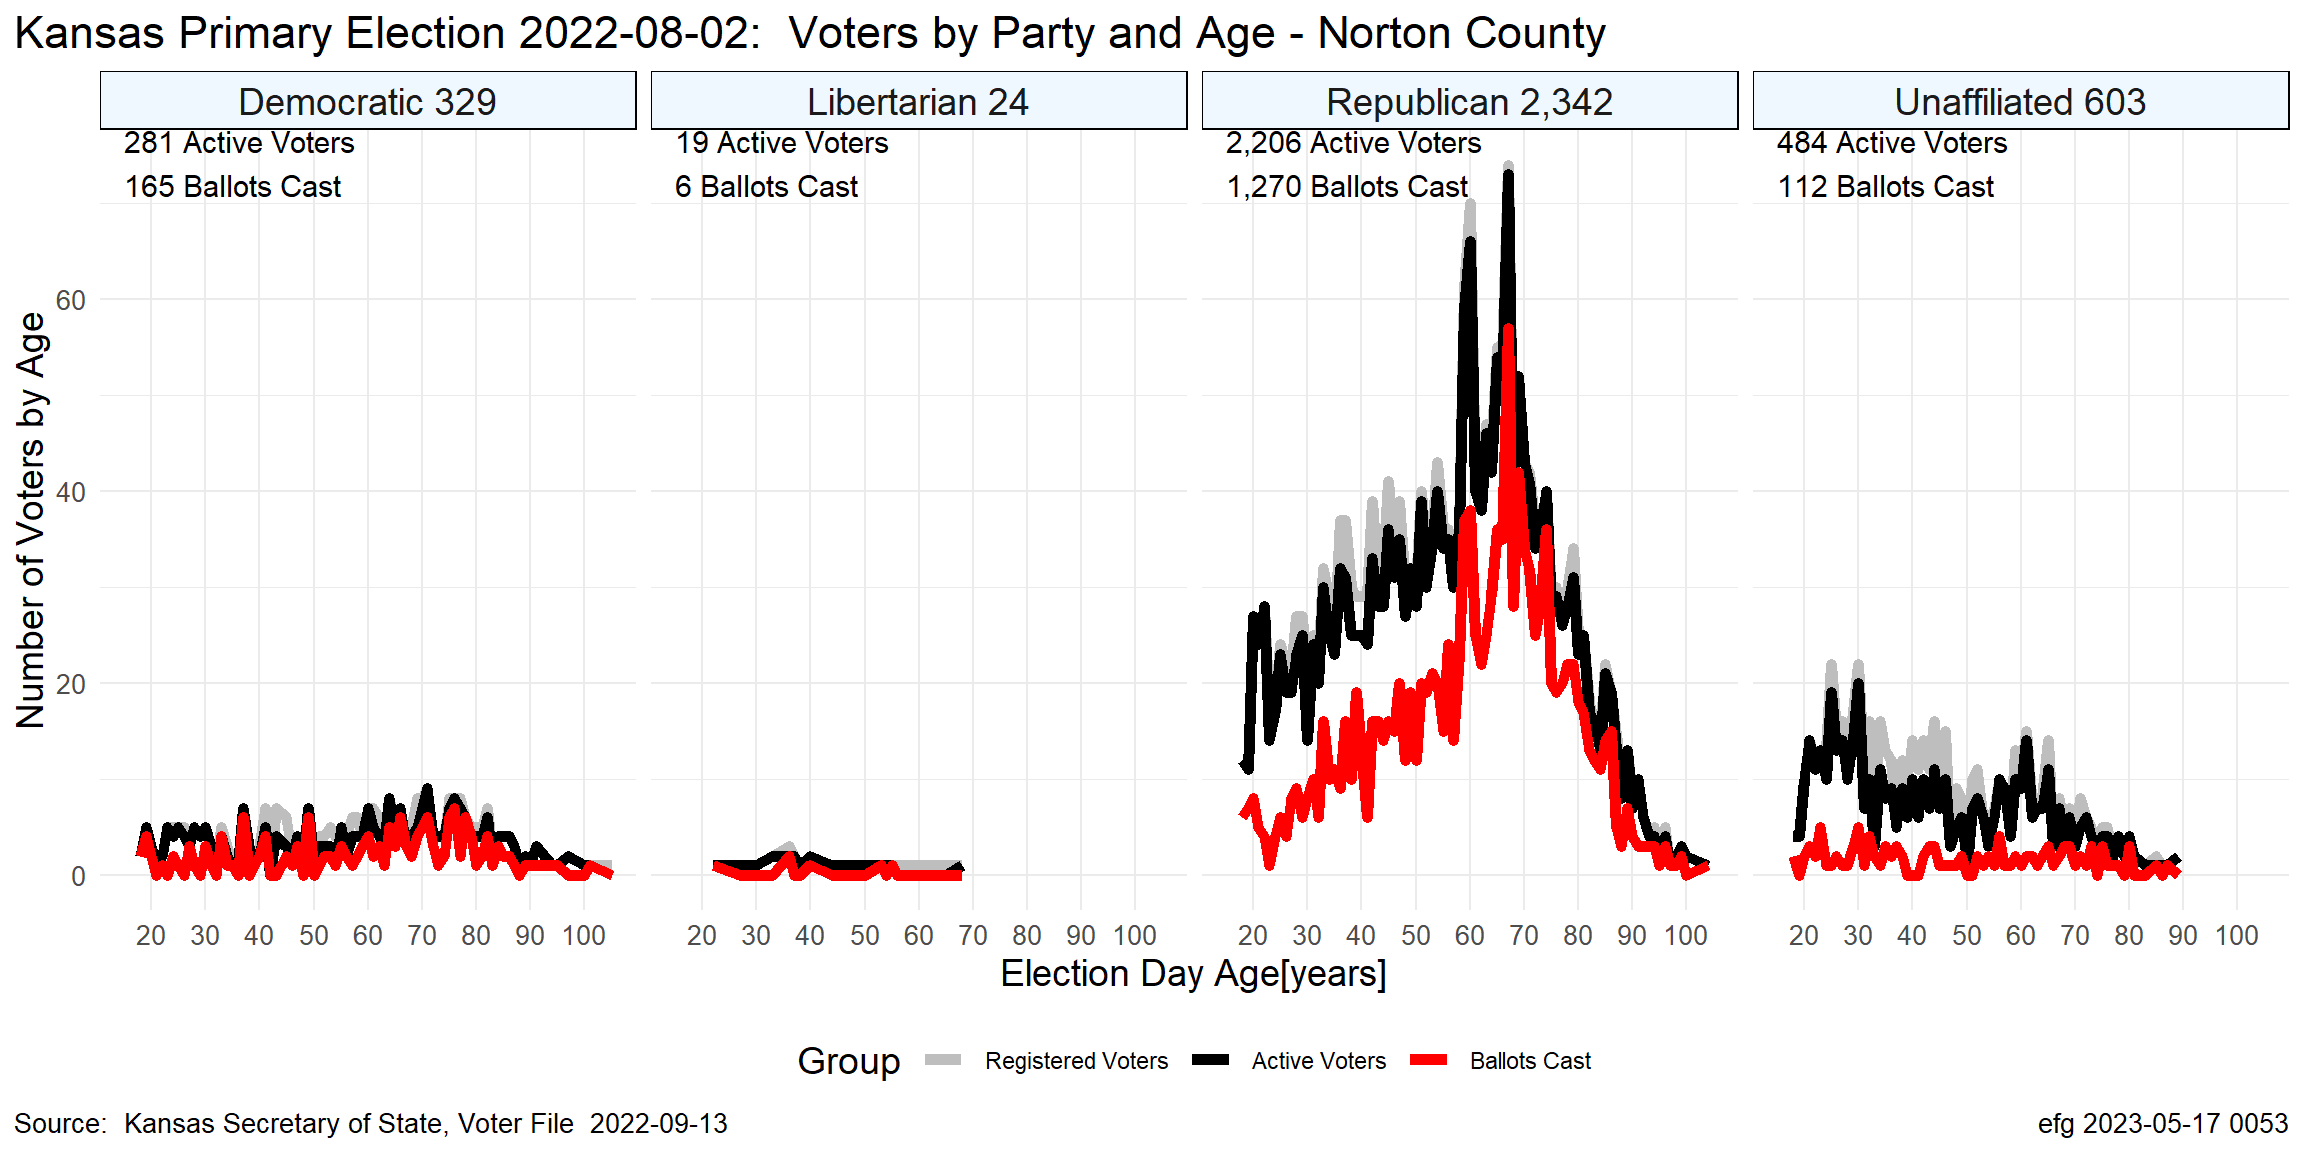 Kansas Primary Election 2022-08-02:  Voters by Party and Age - Norton County
Democratic 329
Libertarian 24
Republican 2,342
Unaffiliated 603
281 Active Voters
165 Ballots Cast
19 Active Voters
6 Ballots Cast
2,206 Active Voters
1,270 Ballots Cast
484 Active Voters
112 Ballots Cast
Number of Voters by Age
60
40
20
0
20 30 40 50 60 70 80 90 100
20 30 40 50 60 70 80 90 100
20 30 40 50 60 70 80 90 100
20 30 40 50 60 70 80 90 100
Election Day Age[years]
Group Registered Voters Active Voters Ballots Cast
Source:  Kansas Secretary of State, Voter File  2022-09-13
efg 2023-05-17 0053